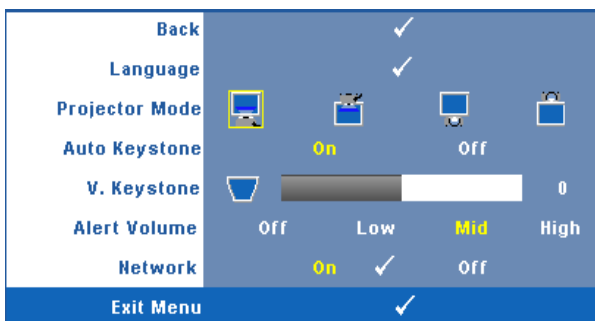 Back
Language
Projector Mode
Auto Keystone On Off
V. Keystone 0
Alert Volume Off Low Mid High
Network On Off
Exit Menu